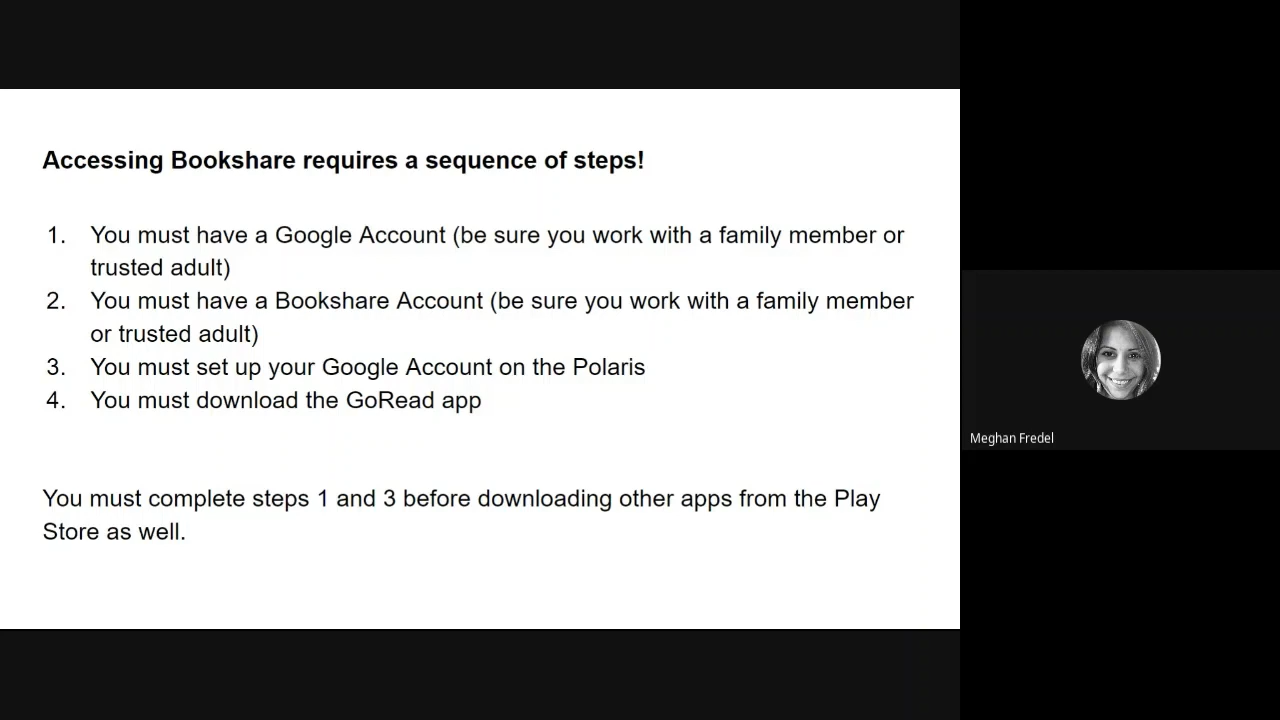 Accessing Bookshare requires a sequence of steps!
1. You must have a Google Account (be sure you work with a family member or
trusted adult)
2. You must have a Bookshare Account (be sure you work with a family member
or trusted adult)
3. You must set up your Google Account on the Polaris
4. You must download the GoRead app
You must complete steps 1 and 3 before downloading other apps from the Play
Store as well.
Meghan Fredel